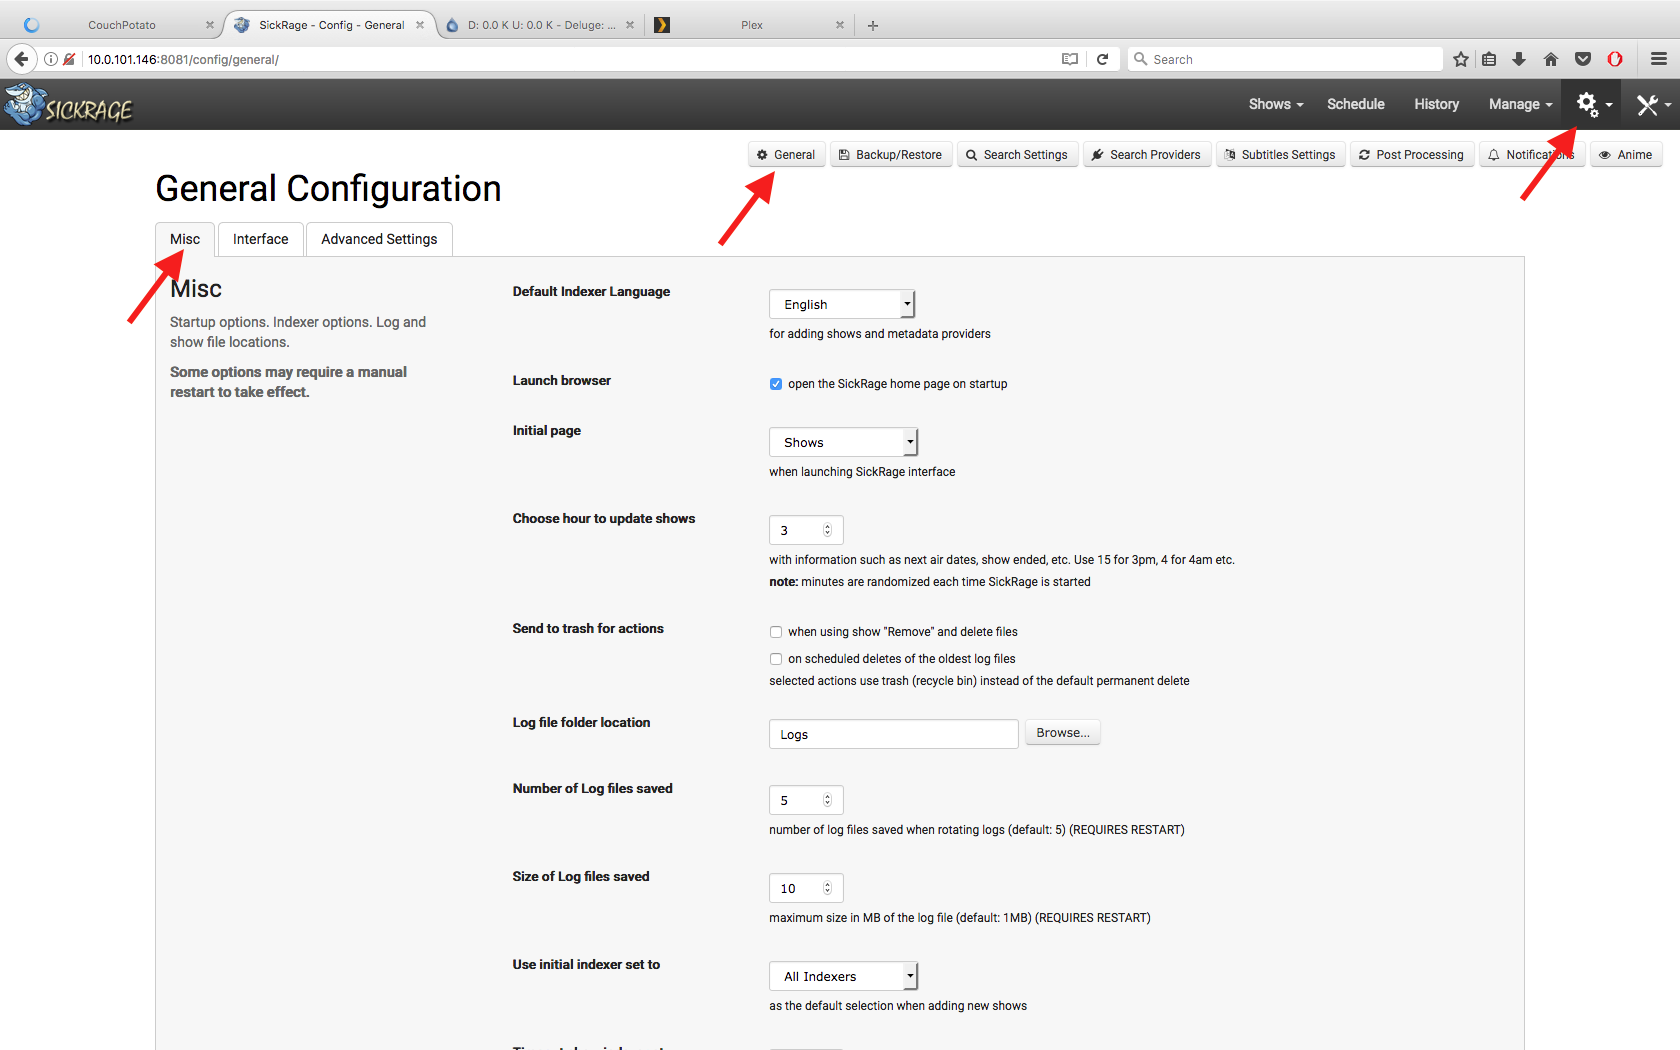 CouchPotato
SickRage - Config - General
D: 0.0 K U: 0.0 K - Deluge: ...
Plex
10.0.101.146:8081/config/general/
Search
SICKRAGE
Shows
Schedule
History
Manage
General
Backup/Restore
Search Settings
Search Providers
Subtitles Settings
Post Processing
Notifications
Anime
General Configuration
Misc
Interface
Advanced Settings
Misc
Startup options. Indexer options. Log and
show file locations.
Some options may require a manual
restart to take effect.
Default Indexer Language
English
for adding shows and metadata providers
Launch browser
open the SickRage home page on startup
Initial page
Shows
when launching SickRage interface
Choose hour to update shows
3
with information such as next air dates, show ended, etc. Use 15 for 3pm, 4 for 4am etc.
note: minutes are randomized each time SickRage is started
Send to trash for actions
when using show "Remove" and delete files
on scheduled deletes of the oldest log files
selected actions use trash (recycle bin) instead of the default permanent delete
Log file folder location
Logs
Browse...
Number of Log files saved
5
number of log files saved when rotating logs (default: 5) (REQUIRES RESTART)
Size of Log files saved
10
maximum size in MB of the log file (default: 1MB) (REQUIRES RESTART)
Use initial indexer set to
All Indexers
as the default selection when adding new shows